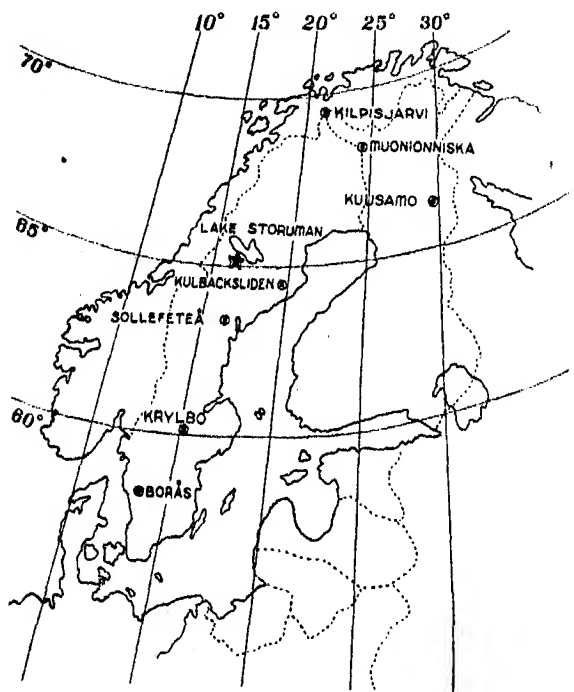 10° 15° 20° 25° 30°
70°
KILPISJARVI
MUONIONNISKA
KUUSAMO
LAKE STORUMAN
65°
KULBACKSLIDEN
SOLLEFETEÅ
KRYLBO
60°
BORÅS